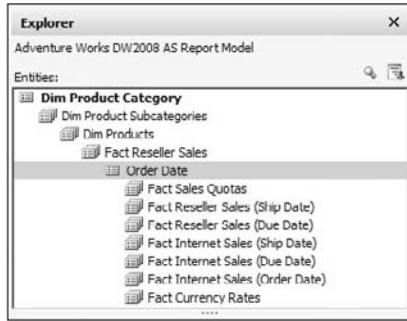 Explorer
Adventure Works DW2008 AS Report Model
Entities:
Dim Product Category
Dim Product Subcategories
Dim Products
Fact Reseller Sales
Order Date
Fact Sales Quotas
Fact Reseller Sales (Ship Date)
Fact Reseller Sales (Due Date)
Fact Internet Sales (Ship Date)
Fact Internet Sales (Due Date)
Fact Internet Sales (Order Date)
Fact Currency Rates